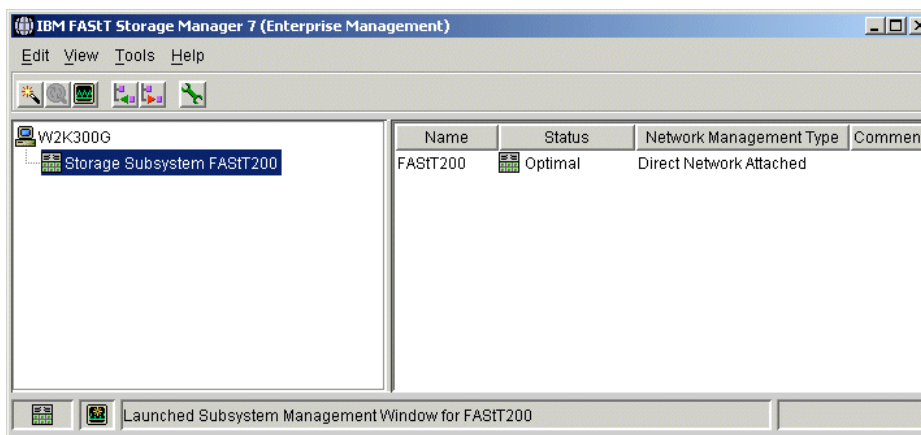 IBM FAStT Storage Manager 7 (Enterprise Management)
Edit View Tools Help
W2K300G
Storage Subsystem FAStT200
Name Status Network Management Type Commen
FAStT200 Optimal Direct Network Attached
Launched Subsystem Management Window for FAStT200